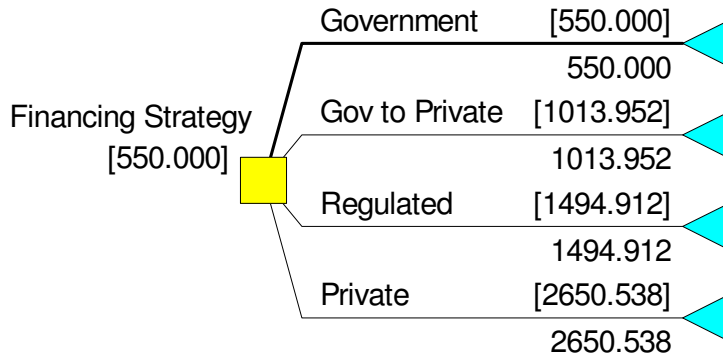 Government [550.000]
550.000
Financing Strategy
[550.000]
Gov to Private [1013.952]
1013.952
Regulated [1494.912]
1494.912
Private [2650.538]
2650.538